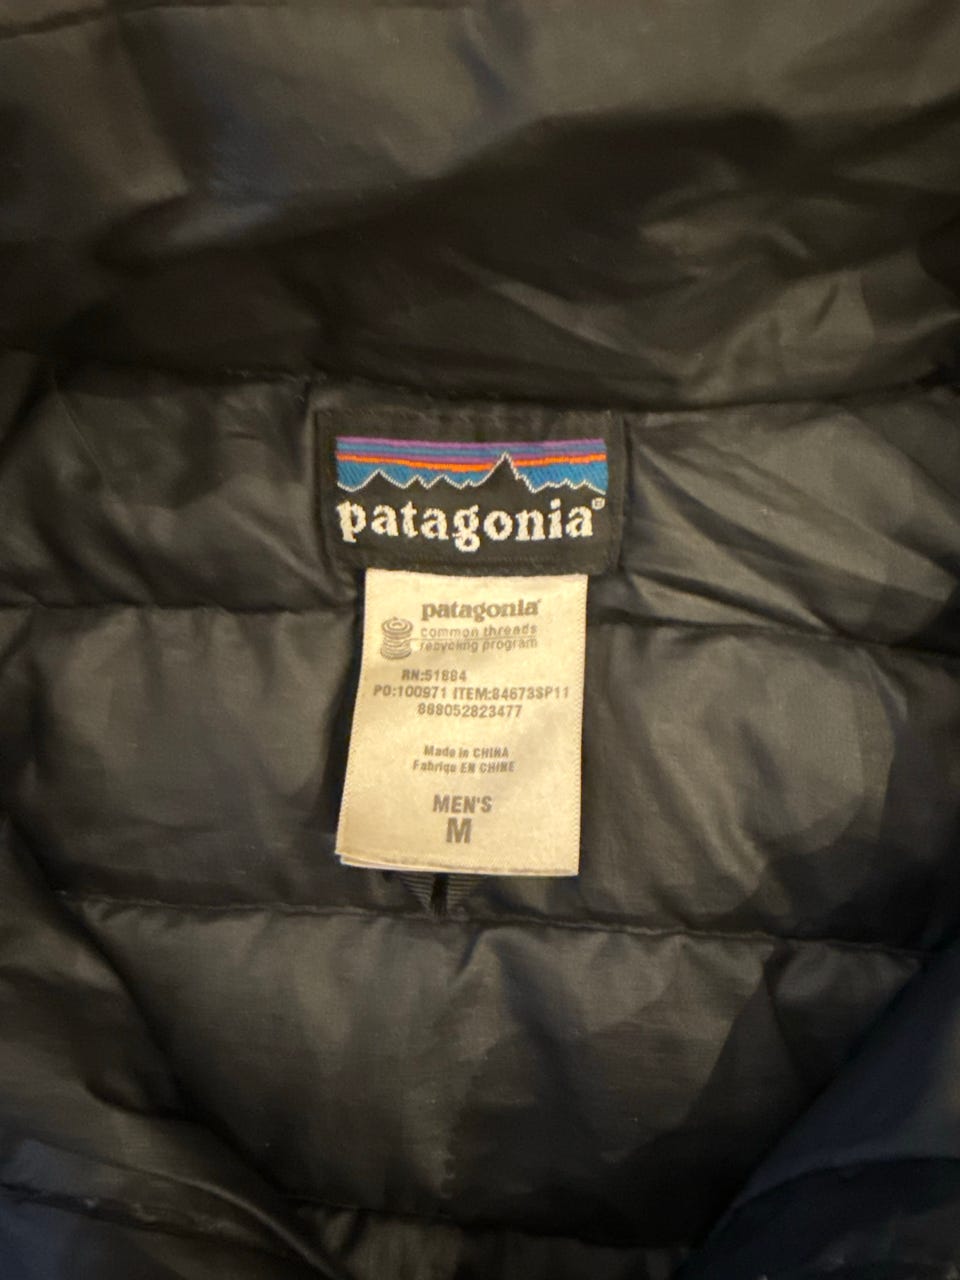 patagonia®
patagonia®
common threads
recycling program
RN:51884
PO:100971 ITEM:84673SP11
888052823477
Made in CHINA
Fabriqu EN CHINE
MEN'S
M